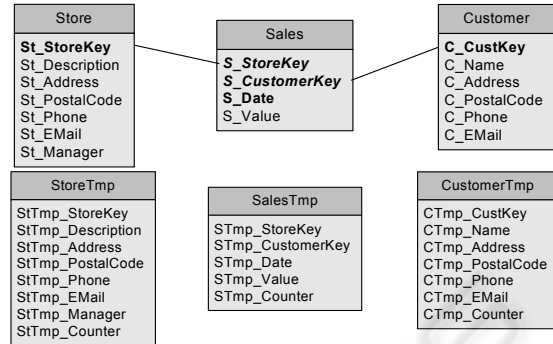 Store
St_StoreKey
St_Description
St_Address
St_PostalCode
St_Phone
St_EMail
St_Manager
Sales
S_StoreKey
S_CustomerKey
S_Date
S_Value
Customer
C_CustKey
C_Name
C_Address
C_PostalCode
C_Phone
C_EMail
StoreTmp
StTmp_StoreKey
StTmp_Description
StTmp_Address
StTmp_PostalCode
StTmp_Phone
StTmp_EMail
StTmp_Manager
StTmp_Counter
SalesTmp
STmp_StoreKey
STmp_CustomerKey
STmp_Date
STmp_Value
STmp_Counter
CustomerTmp
CTmp_CustKey
CTmp_Name
CTmp_Address
CTmp_PostalCode
CTmp_Phone
CTmp_EMail
CTmp_Counter